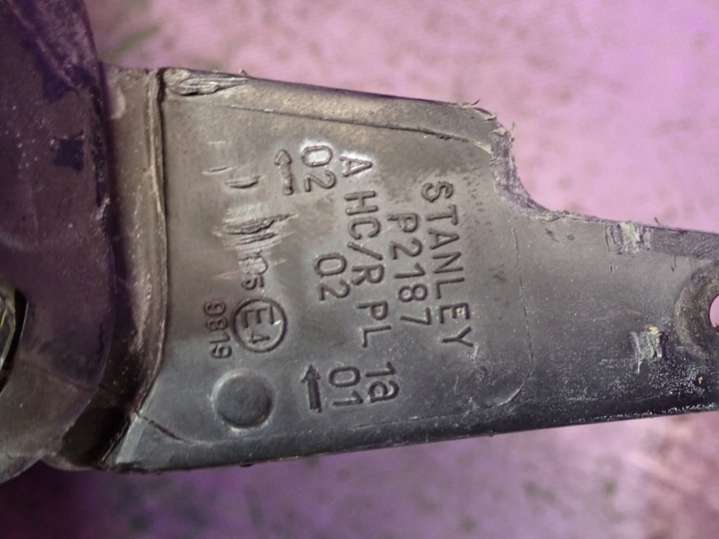 STANLEY
P2187
A HC/R PL 1a
02 02 01
E4
9819